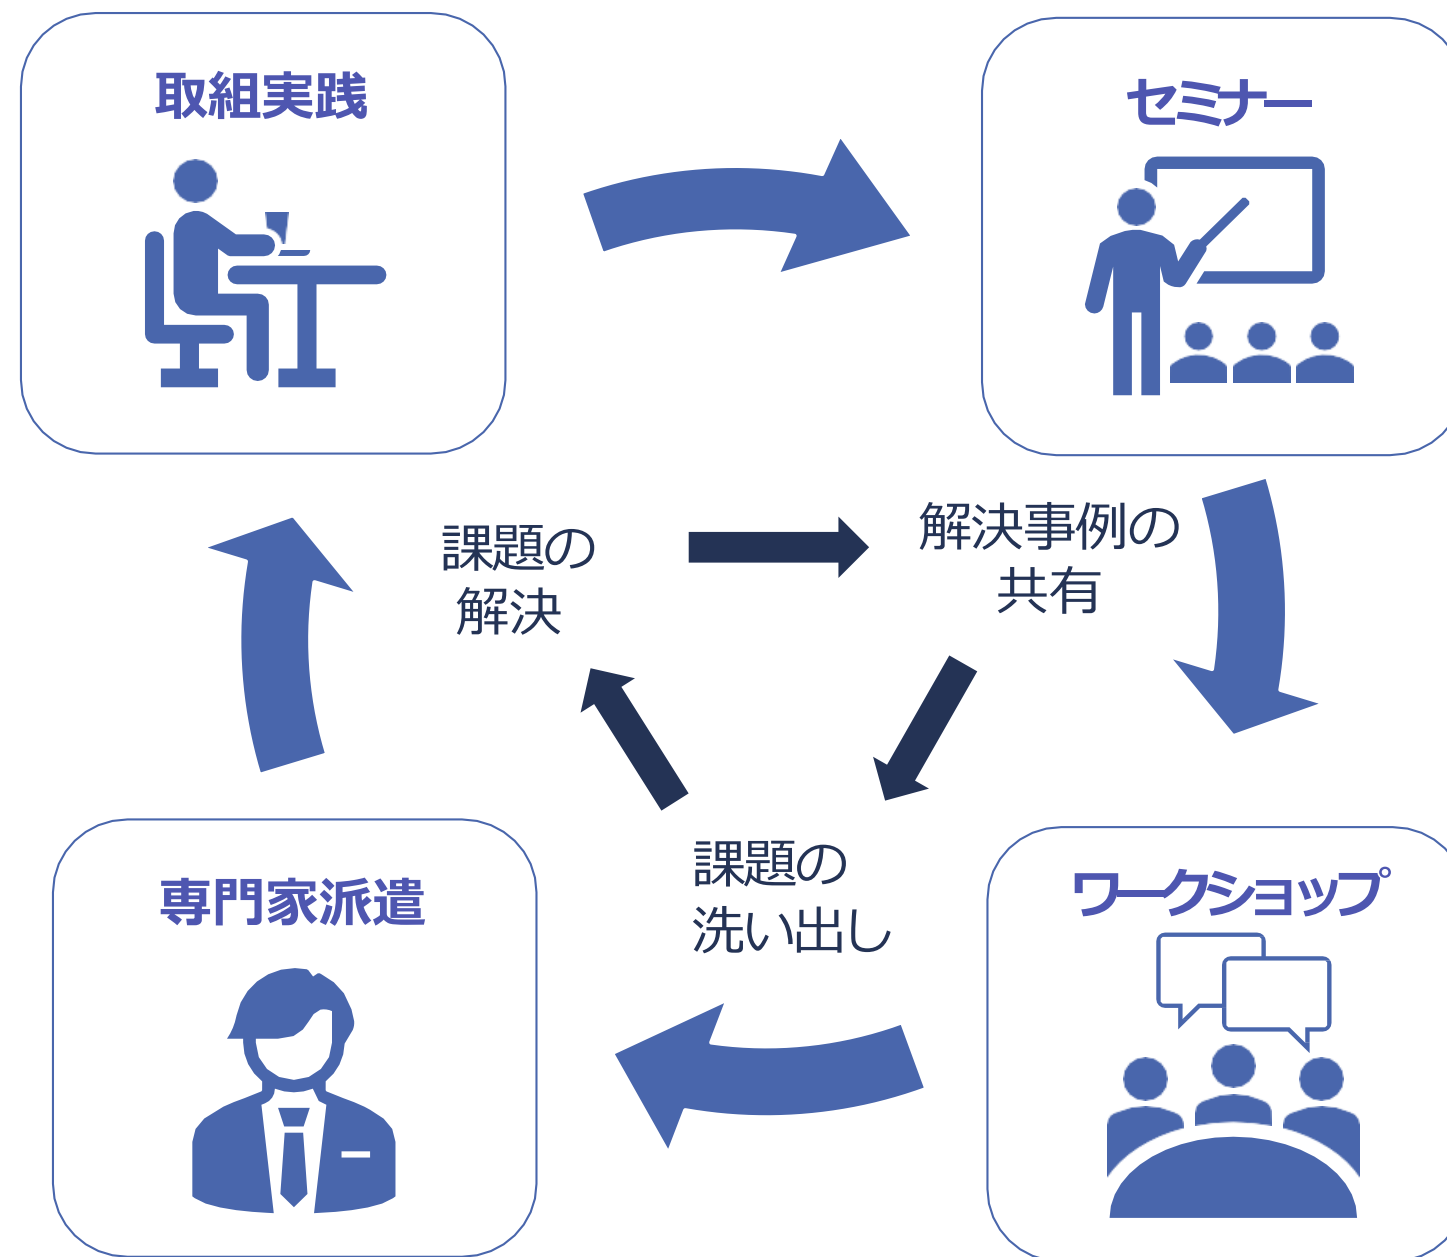 取組実践
セミナー
課題の
解決
解決事例の
共有
課題の
洗い出し
専門家派遣
ワークショップ